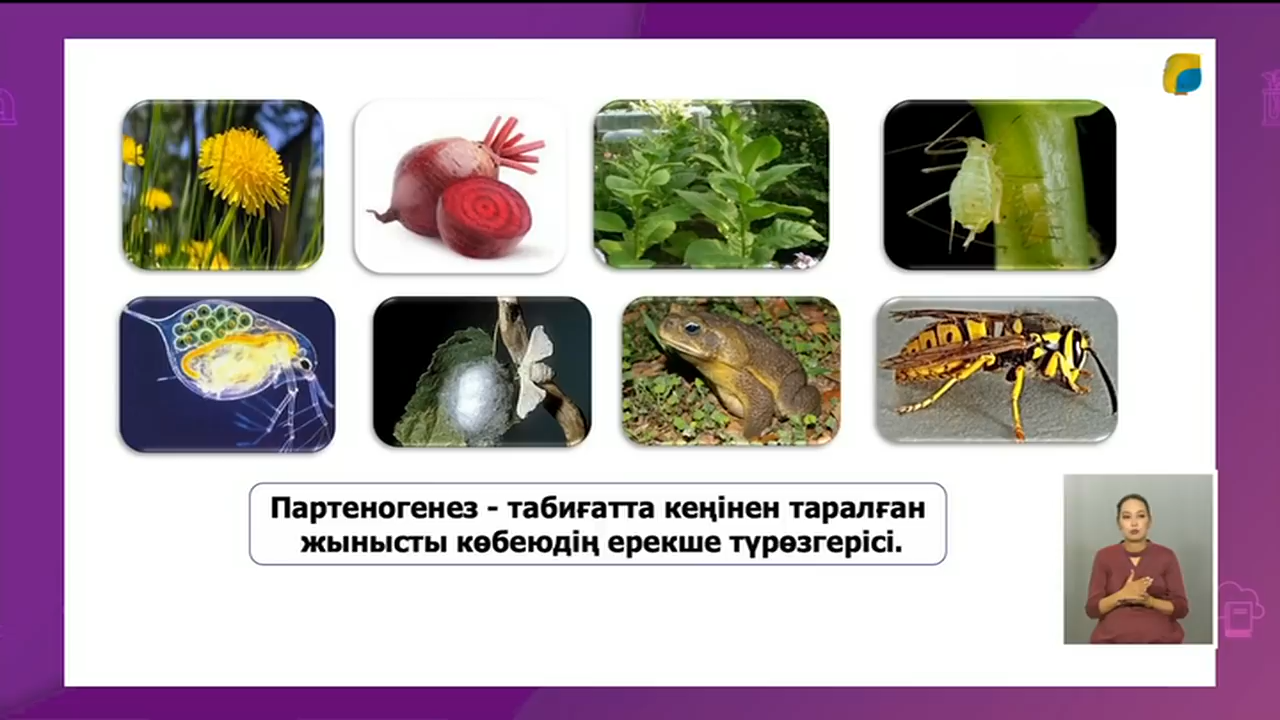 Партеногенез - табиғатта кеңінен таралған
жынысты көбеюдің ерекше түрөзгерісі.